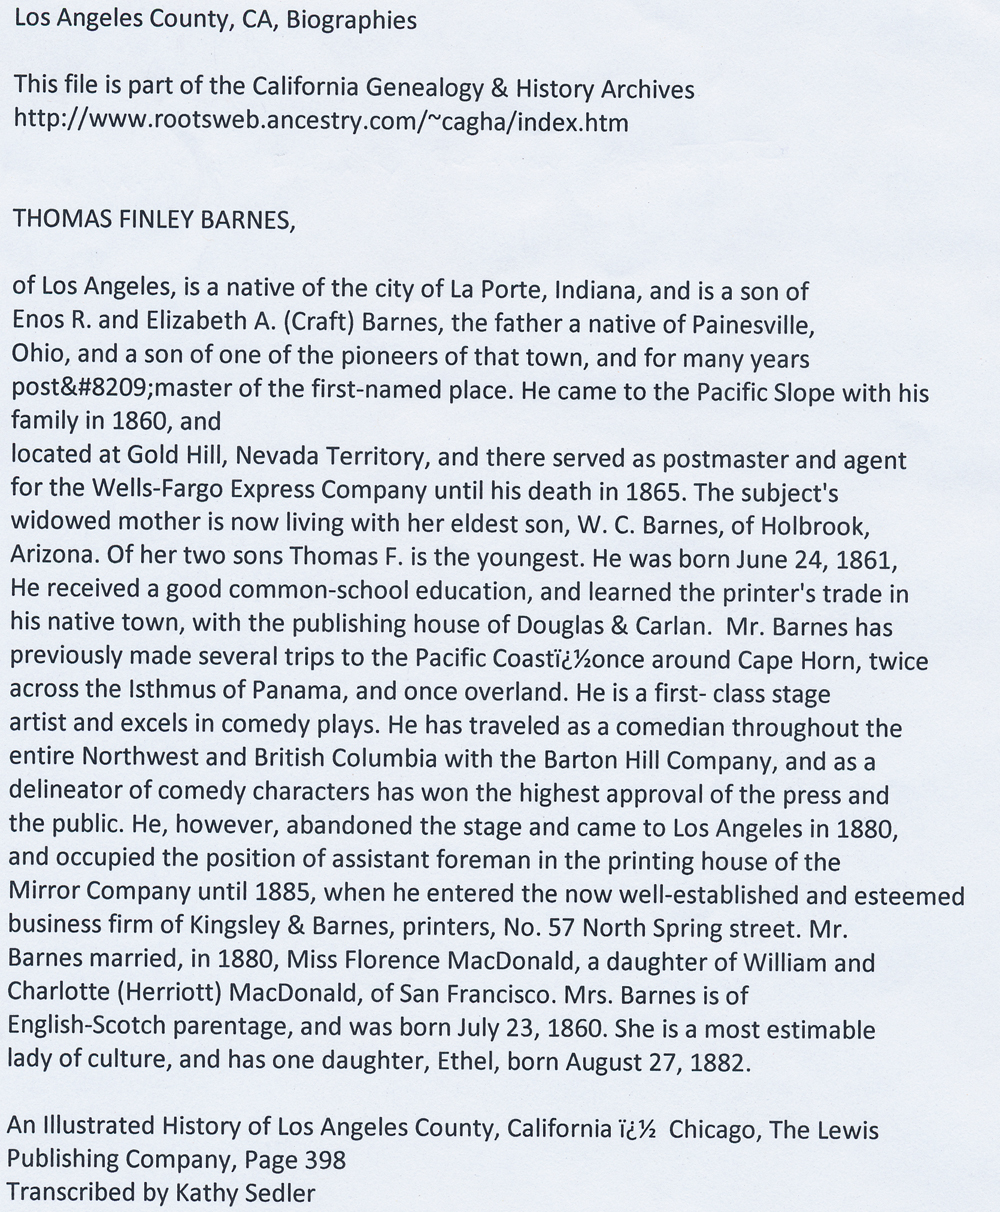 Los Angeles County, CA, Biographies
This file is part of the California Genealogy & History Archives
http://www.rootsweb.ancestry.com/~cagha/index.htm
THOMAS FINLEY BARNES,
of Los Angeles, is a native of the city of La Porte, Indiana, and is a son of
Enos R. and Elizabeth A. (Craft) Barnes, the father a native of Painesville,
Ohio, and a son of one of the pioneers of that town, and for many years
post&#8209;master of the first-named place. He came to the Pacific Slope with his
family in 1860, and
located at Gold Hill, Nevada Territory, and there served as postmaster and agent
for the Wells-Fargo Express Company until his death in 1865. The subject's
widowed mother is now living with her eldest son, W. C. Barnes, of Holbrook,
Arizona. Of her two sons Thomas F. is the youngest. He was born June 24, 1861,
He received a good common-school education, and learned the printer's trade in
his native town, with the publishing house of Douglas & Carlan.  Mr. Barnes has
previously made several trips to the Pacific Coastï¿½once around Cape Horn, twice
across the Isthmus of Panama, and once overland. He is a first- class stage
artist and excels in comedy plays. He has traveled as a comedian throughout the
entire Northwest and British Columbia with the Barton Hill Company, and as a
delineator of comedy characters has won the highest approval of the press and
the public. He, however, abandoned the stage and came to Los Angeles in 1880,
and occupied the position of assistant foreman in the printing house of the
Mirror Company until 1885, when he entered the now well-established and esteemed
business firm of Kingsley & Barnes, printers, No. 57 North Spring street. Mr.
Barnes married, in 1880, Miss Florence MacDonald, a daughter of William and
Charlotte (Herriott) MacDonald, of San Francisco. Mrs. Barnes is of
English-Scotch parentage, and was born July 23, 1860. She is a most estimable
lady of culture, and has one daughter, Ethel, born August 27, 1882.
An Illustrated History of Los Angeles County, California ï¿½  Chicago, The Lewis
Publishing Company, Page 398
Transcribed by Kathy Sedler